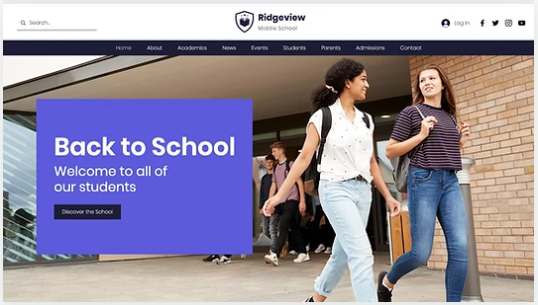 Search...
Ridgeview
Middle School
Log In
Home About Academics News Events Students Parents Admissions Contact
Back to School
Welcome to all of
our students
Discover the School